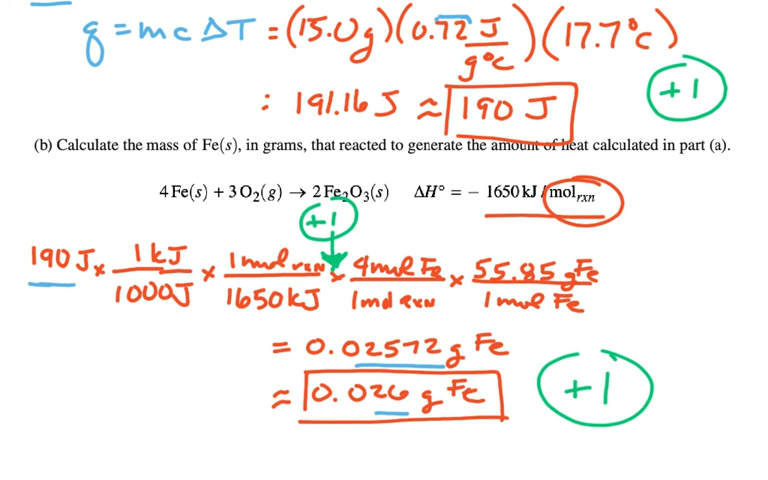 q = mcΔT = (15.0g)(0.72 J/g°C)(17.7°C)
: 191.16 J ≈ 190 J +1
(b) Calculate the mass of Fe(s), in grams, that reacted to generate the amount of heat calculated in part (a).
4 Fe(s) + 3 O₂(g) → 2 Fe₂O₃(s) ΔH° = − 1650 kJ / mol_rxn
+1
190 J × 1 kJ/1000J × 1 mol rxn/1650 kJ × 4 mol Fe/1 mol rxn × 55.85 g Fe/1 mol Fe
= 0.02572 g Fe
≈ 0.026 g Fe +1